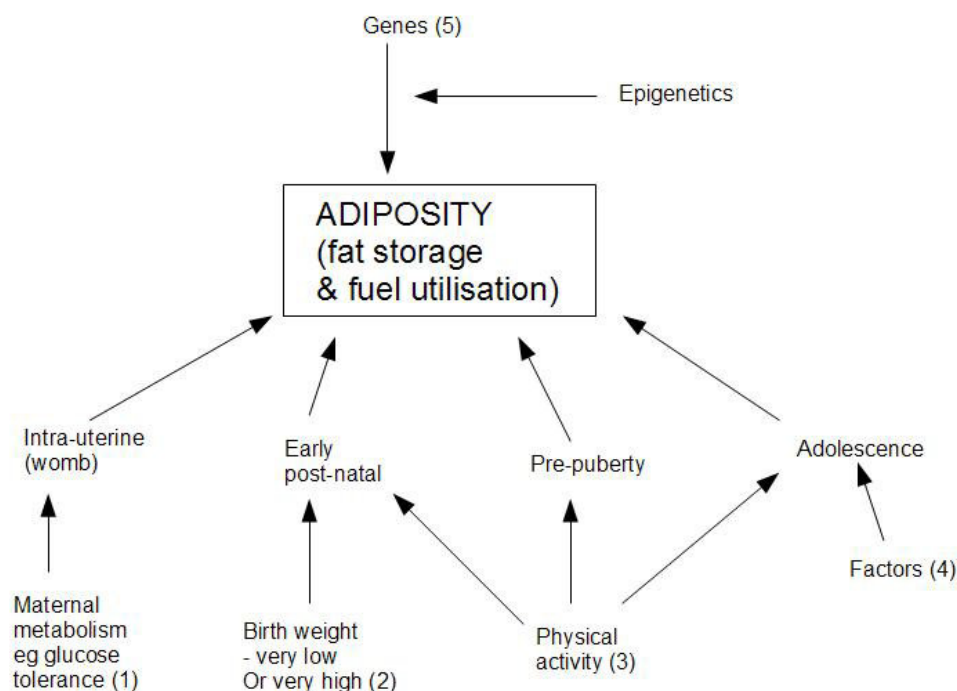 Genes (5)
Epigenetics
ADIPOSITY
(fat storage
& fuel utilisation)
Intra-uterine
(womb)
Early
post-natal
Pre-puberty
Adolescence
Maternal
metabolism
eg glucose
tolerance (1)
Birth weight
- very low
Or very high (2)
Physical
activity (3)
Factors (4)